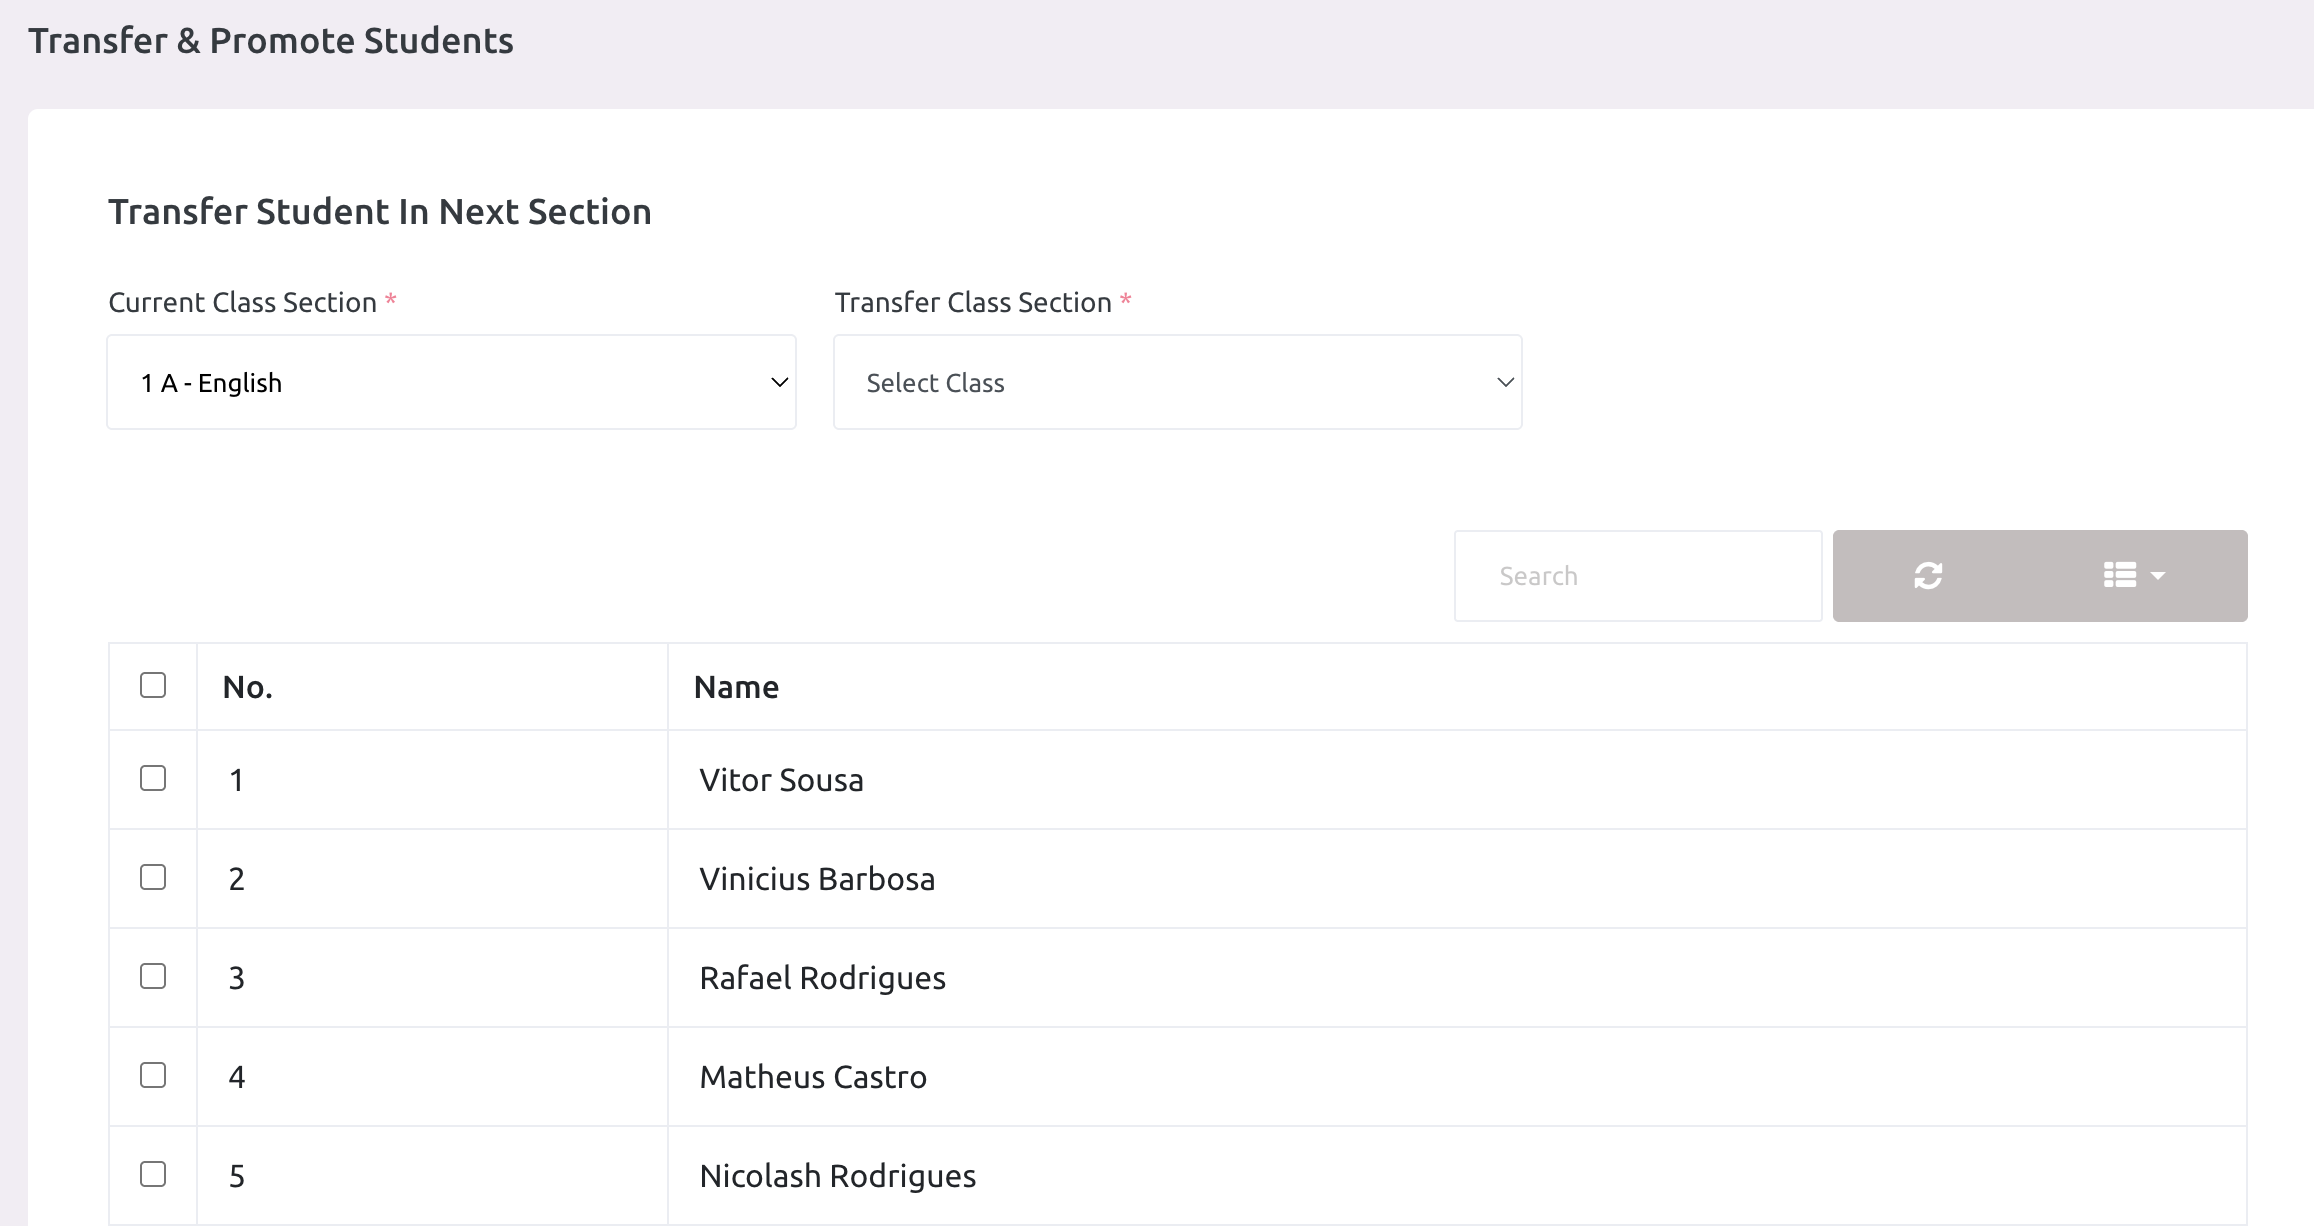 Transfer & Promote Students
Transfer Student In Next Section
Current Class Section *
Transfer Class Section *
1 A - English
Select Class
Search
No.
Name
1
Vitor Sousa
2
Vinicius Barbosa
3
Rafael Rodrigues
4
Matheus Castro
5
Nicolash Rodrigues